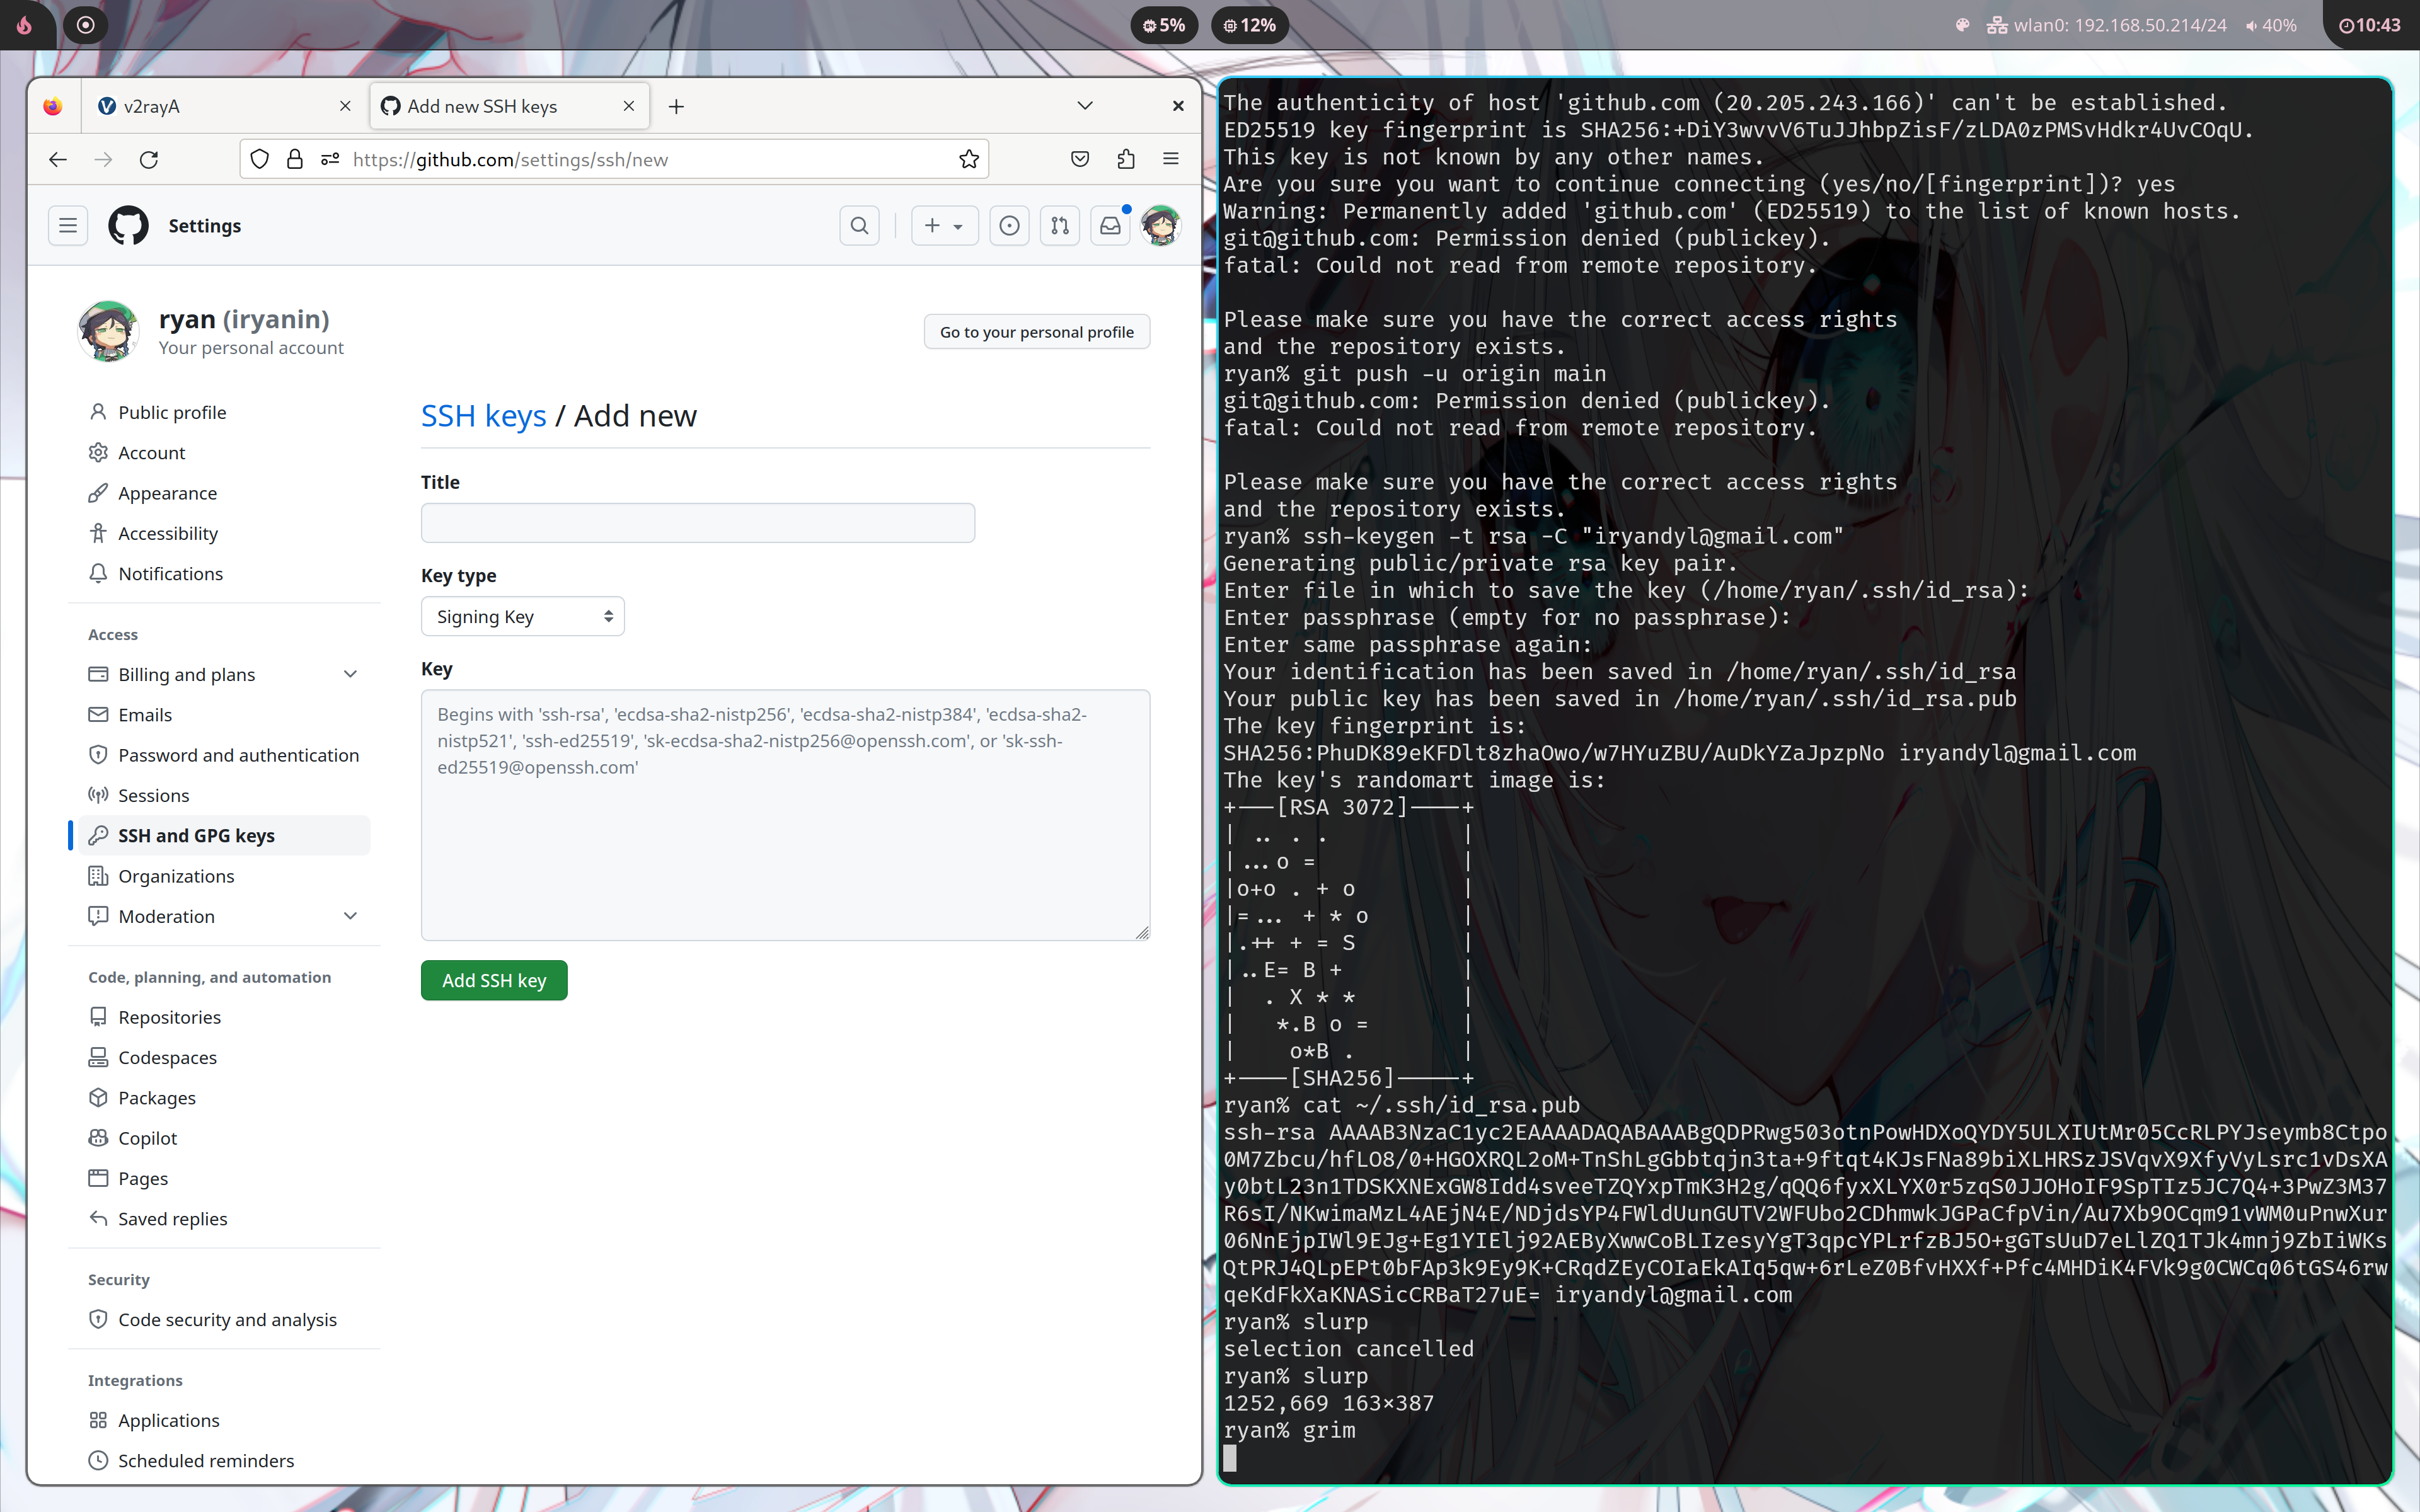 5%
12%
wlan0: 192.168.50.214/24
40%
10:43
v2rayA
Add new SSH keys
https://github.com/settings/ssh/new
Settings
ryan (iryanin)
Your personal account
Go to your personal profile
Public profile
Account
Appearance
Accessibility
Notifications
Access
Billing and plans
Emails
Password and authentication
Sessions
SSH and GPG keys
Organizations
Moderation
Code, planning, and automation
Repositories
Codespaces
Packages
Copilot
Pages
Saved replies
Security
Code security and analysis
Integrations
Applications
Scheduled reminders
SSH keys / Add new
Title
Key type
Signing Key
Key
Begins with 'ssh-rsa', 'ecdsa-sha2-nistp256', 'ecdsa-sha2-nistp384', 'ecdsa-sha2-
nistp521', 'ssh-ed25519', 'sk-ecdsa-sha2-nistp256@openssh.com', or 'sk-ssh-
ed25519@openssh.com'
Add SSH key
The authenticity of host 'github.com (20.205.243.166)' can't be established.
ED25519 key fingerprint is SHA256:+DiY3wvvV6TuJJhbpZisF/zLDA0zPMSvHdkr4UvCOqU.
This key is not known by any other names.
Are you sure you want to continue connecting (yes/no/[fingerprint])? yes
Warning: Permanently added 'github.com' (ED25519) to the list of known hosts.
git@github.com: Permission denied (publickey).
fatal: Could not read from remote repository.
Please make sure you have the correct access rights
and the repository exists.
ryan% git push -u origin main
git@github.com: Permission denied (publickey).
fatal: Could not read from remote repository.
Please make sure you have the correct access rights
and the repository exists.
ryan% ssh-keygen -t rsa -C "iryandyl@gmail.com"
Generating public/private rsa key pair.
Enter file in which to save the key (/home/ryan/.ssh/id_rsa):
Enter passphrase (empty for no passphrase):
Enter same passphrase again:
Your identification has been saved in /home/ryan/.ssh/id_rsa
Your public key has been saved in /home/ryan/.ssh/id_rsa.pub
The key fingerprint is:
SHA256:PhuDK89eKFDlt8zhaOwo/w7HYuZBU/AuDkYZaJpzpNo iryandyl@gmail.com
The key's randomart image is:
+---[RSA 3072]----+
|  .. . .         |
| ...o =          |
|o+o . + o        |
|=...  + * o      |
|.++ + = S        |
|..E= B +         |
|  . X * *        |
|   *.B o =       |
|    o*B .        |
+----[SHA256]-----+
ryan% cat ~/.ssh/id_rsa.pub
ssh-rsa AAAAB3NzaC1yc2EAAAADAQABAAABgQDPRwg503otnPowHDXoQYDY5ULXIUtMr05CcRLPYJseymb8Ctpo
0M7Zbcu/hfLO8/0+HGOXRQL2oM+TnShLgGbbtqjn3ta+9ftqt4KJsFNa89biXLHRSzJSVqvX9XfyVyLsrc1vDsXA
y0btL23n1TDSKXNExGW8Idd4sveeTZQYxpTmK3H2g/qQQ6fyxXLYX0r5zqS0JJOHoIF9SpTIz5JC7Q4+3PwZ3M37
R6sI/NKwimaMzL4AEjN4E/NDjdsYP4FWldUunGUTV2WFUbo2CDhmwkJGPaCfpVin/Au7Xb9OCqm91vWM0uPnwXur
06NnEjpIWl9EJg+Eg1YIElj92AEByXwwCoBLIzesyYgT3qpcYPLrfzBJ5O+gGTsUuD7eLlZQ1TJk4mnj9ZbIiWKs
QtPRJ4QLpEPt0bFAp3k9Ey9K+CRqdZEyCOIaEkAIq5qw+6rLeZ0BfvHXXf+Pfc4MHDiK4FVk9g0CWCq06tGS46rw
qeKdFkXaKNASicCRBaT27uE= iryandyl@gmail.com
ryan% slurp
selection cancelled
ryan% slurp
1252,669 163×387
ryan% grim